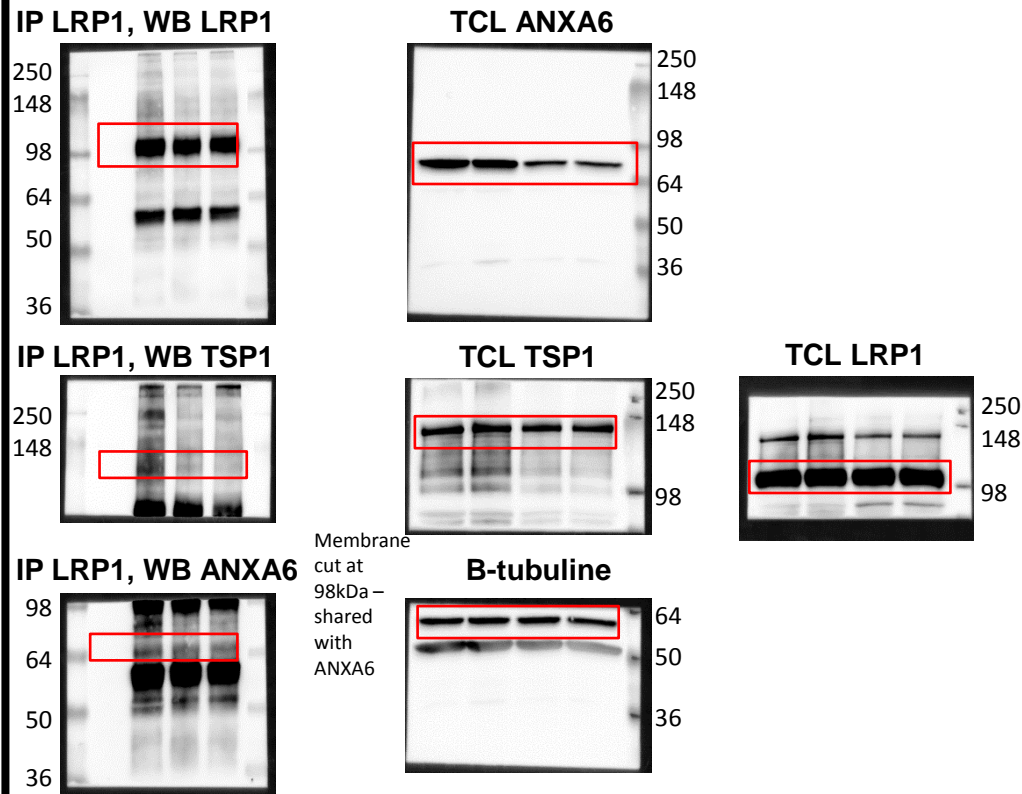 IP LRP1, WB LRP1
250
148
98
64
50
36
TCL ANXA6
250
148
98
64
50
36
IP LRP1, WB TSP1
250
148
TCL TSP1
250
148
98
TCL LRP1
250
148
98
IP LRP1, WB ANXA6
98
64
50
36
Membrane
cut at
98kDa –
shared
with
ANXA6
B-tubuline
64
50
36